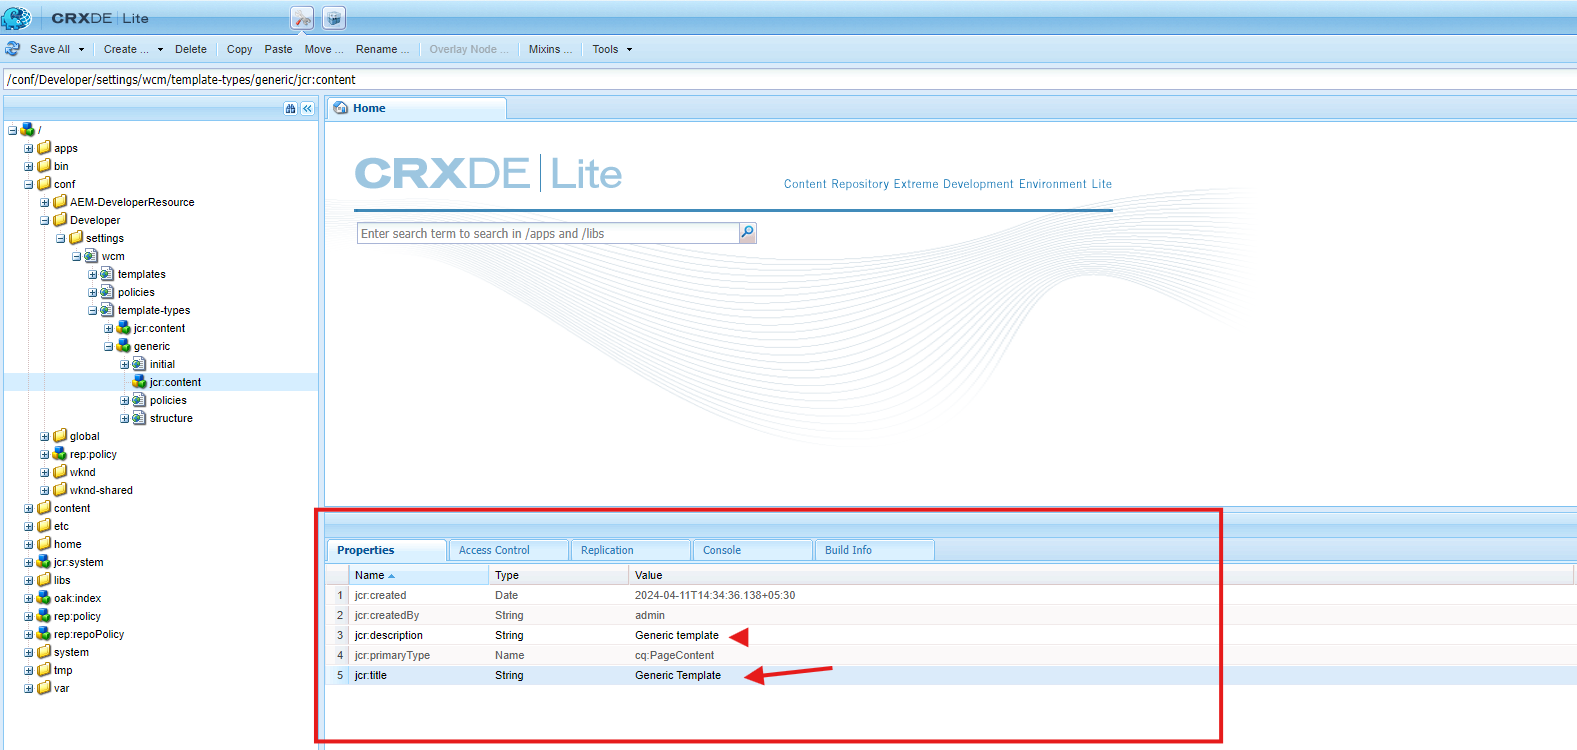 CRXDE | Lite
Save All Create ... Delete Copy Paste Move ... Rename ... Overlay Node ... Mixins ... Tools
/conf/Developer/settings/wcm/template-types/generic/jcr:content
/
apps
bin
conf
AEM-DeveloperResource
Developer
settings
wcm
templates
policies
template-types
jcr:content
generic
initial
jcr:content
policies
structure
global
rep:policy
wknd
wknd-shared
content
etc
home
jcr:system
libs
oak:index
rep:policy
rep:repoPolicy
system
tmp
var
Home
CRXDE | Lite
Content Repository Extreme Development Environment Lite
Enter search term to search in /apps and /libs
Properties Access Control Replication Console Build Info
Name Type Value
1 jcr:created Date 2024-04-11T14:34:36.138+05:30
2 jcr:createdBy String admin
3 jcr:description String Generic template
4 jcr:primaryType Name cq:PageContent
5 jcr:title String Generic Template